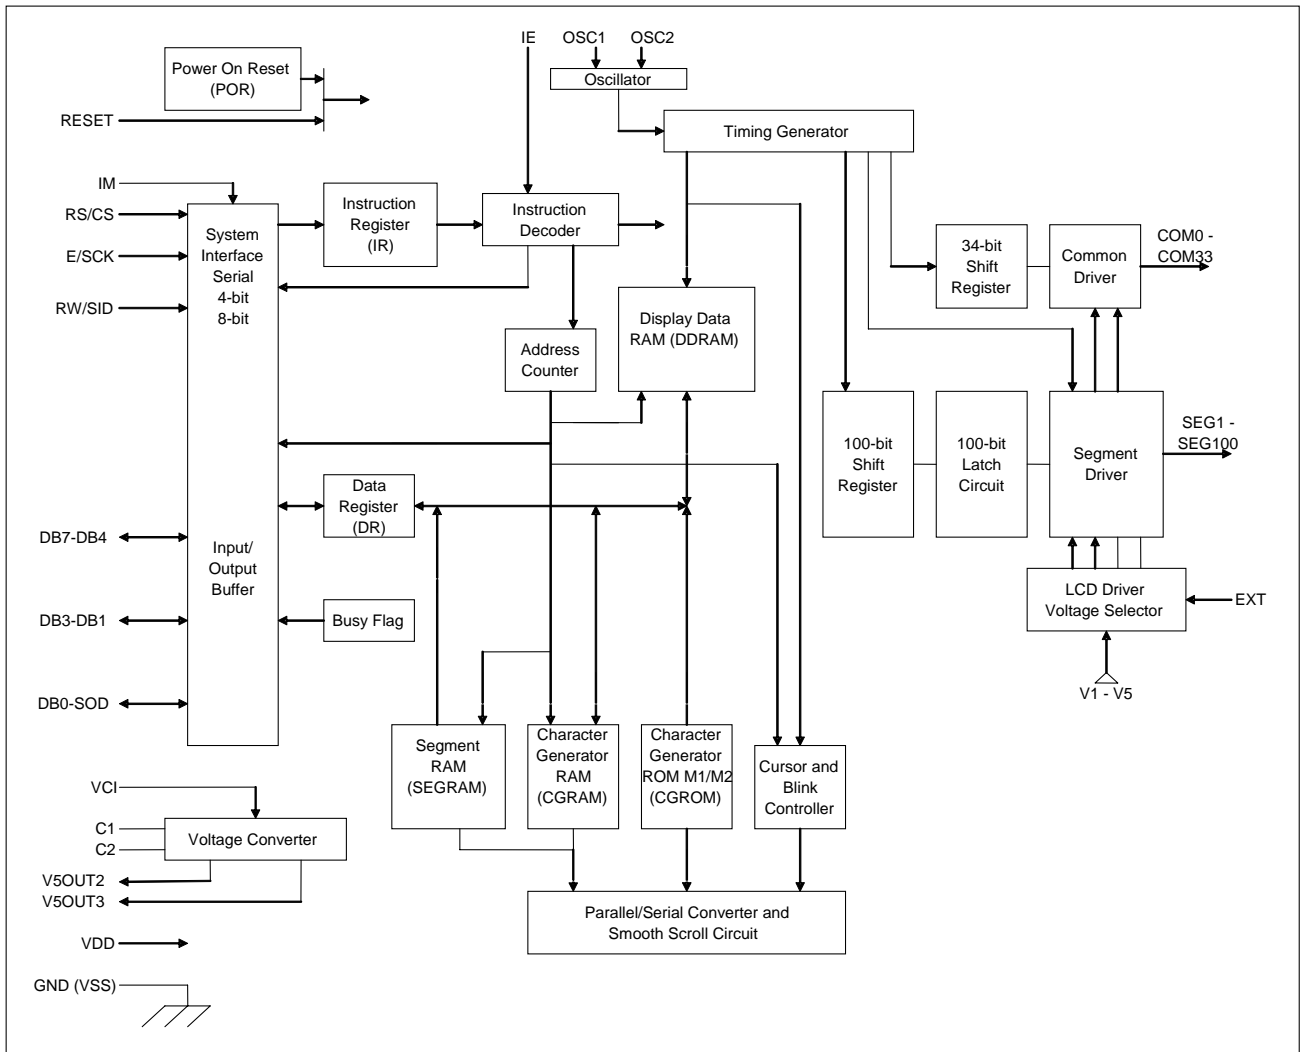 IE
OSC1
OSC2
Power On Reset
(POR)
Oscillator
RESET
Timing Generator
IM
RS/CS
E/SCK
RW/SID
System
Interface
Serial
4-bit
8-bit
Instruction
Register
(IR)
Instruction
Decoder
34-bit
Shift
Register
Common
Driver
COM0 -
COM33
Address
Counter
Display Data
RAM (DDRAM)
100-bit
Shift
Register
100-bit
Latch
Circuit
Segment
Driver
SEG1 -
SEG100
Data
Register
(DR)
DB7-DB4
Input/
Output
Buffer
DB3-DB1
Busy Flag
LCD Driver
Voltage Selector
EXT
V1 - V5
DB0-SOD
Segment
RAM
(SEGRAM)
Character
Generator
RAM
(CGRAM)
Character
Generator
ROM M1/M2
(CGROM)
Cursor and
Blink
Controller
VCI
C1
C2
Voltage Converter
V5OUT2
V5OUT3
Parallel/Serial Converter and
Smooth Scroll Circuit
VDD
GND (VSS)